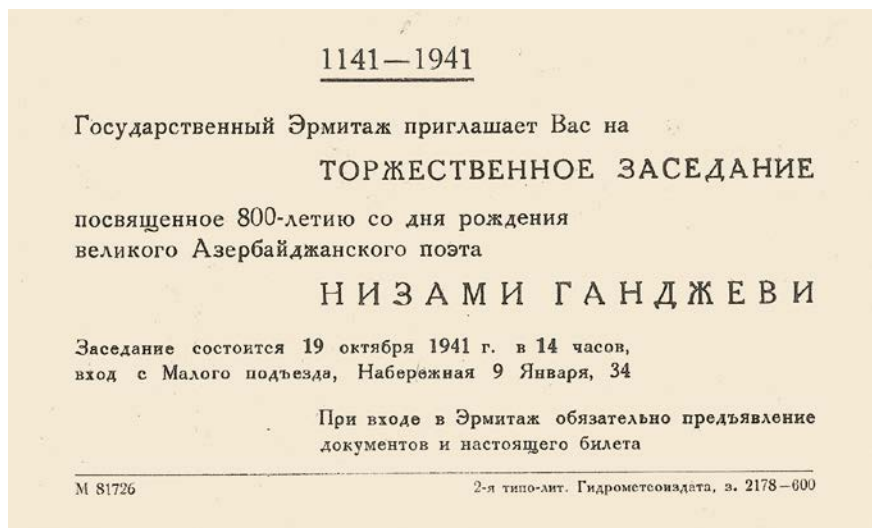 1141—1941
Государственный Эрмитаж приглашает Вас на
ТОРЖЕСТВЕННОЕ ЗАСЕДАНИЕ
посвященное 800-летию со дня рождения
великого Азербайджанского поэта
НИЗАМИ ГАНДЖЕВИ
Заседание состоится 19 октября 1941 г. в 14 часов,
вход с Малого подъезда, Набережная 9 Января, 34
При входе в Эрмитаж обязательно предъявление
документов и настоящего билета
М 81726
2-я типо-лит. Гидрометеоиздата, з. 2178—600